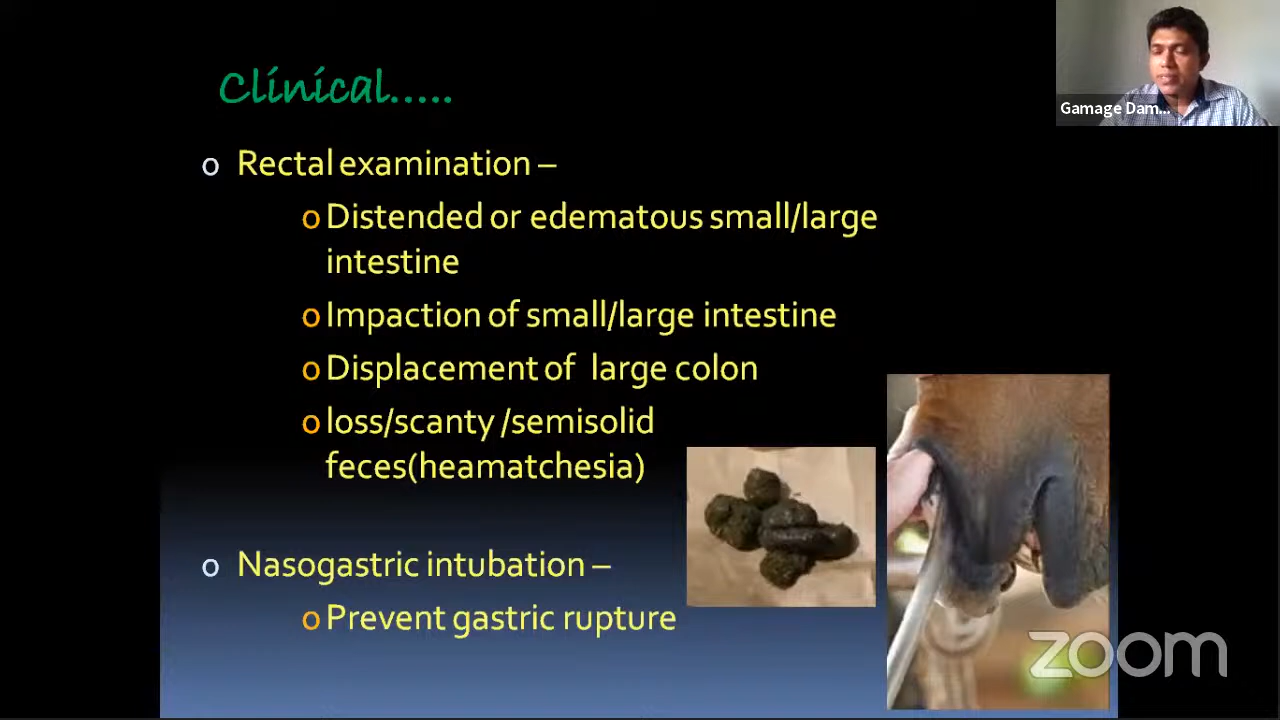 Clinical.....
Gamage Dam...
o Rectal examination –
o Distended or edematous small/large
intestine
o Impaction of small/large intestine
o Displacement of large colon
o loss/scanty /semisolid
feces(heamatchesia)
o Nasogastric intubation –
o Prevent gastric rupture
zoom